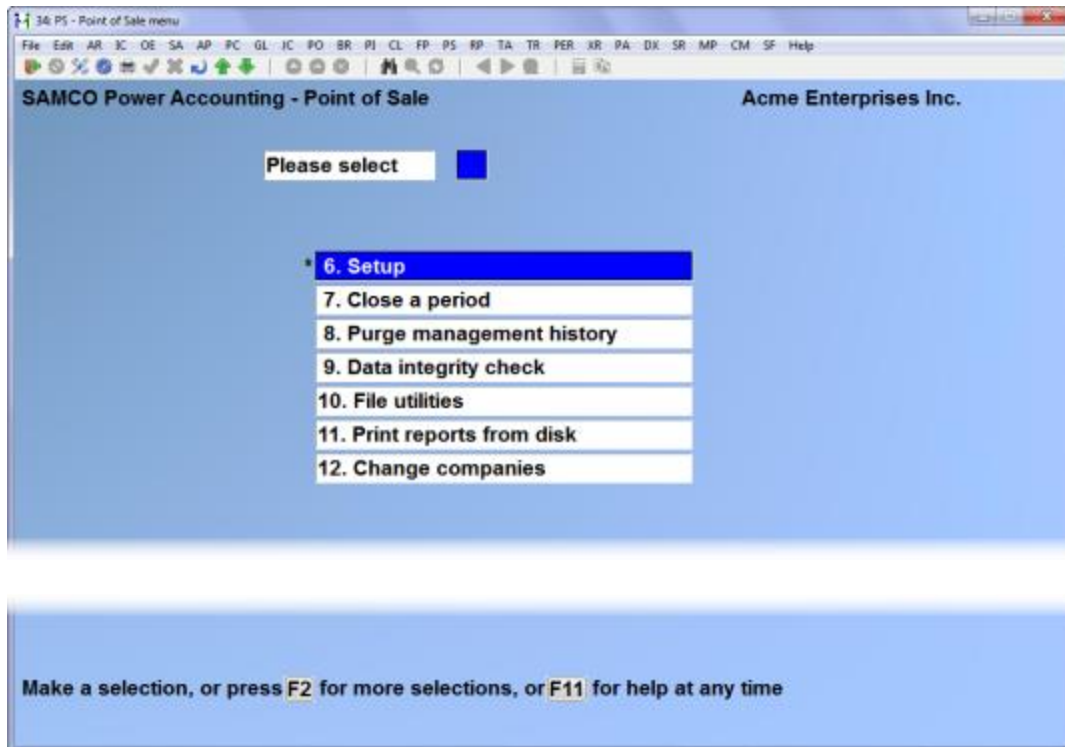 34: PS - Point of Sale menu
File Edit AR IC OE SA AP PC GL JC PO BR PI CL FP PS RP TA TR PER XR PA DX SR MP CM SF Help
SAMCO Power Accounting - Point of Sale Acme Enterprises Inc.
Please select
* 6. Setup
7. Close a period
8. Purge management history
9. Data integrity check
10. File utilities
11. Print reports from disk
12. Change companies
Make a selection, or press F2 for more selections, or F11 for help at any time